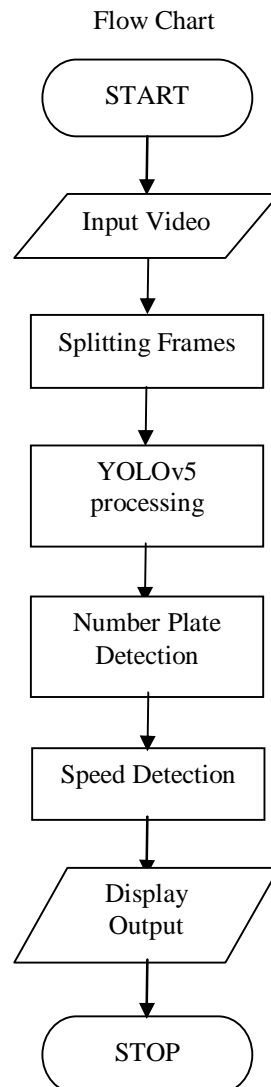 Flow Chart
START
Input Video
Splitting Frames
YOLOv5
processing
Number Plate
Detection
Speed Detection
Display
Output
STOP